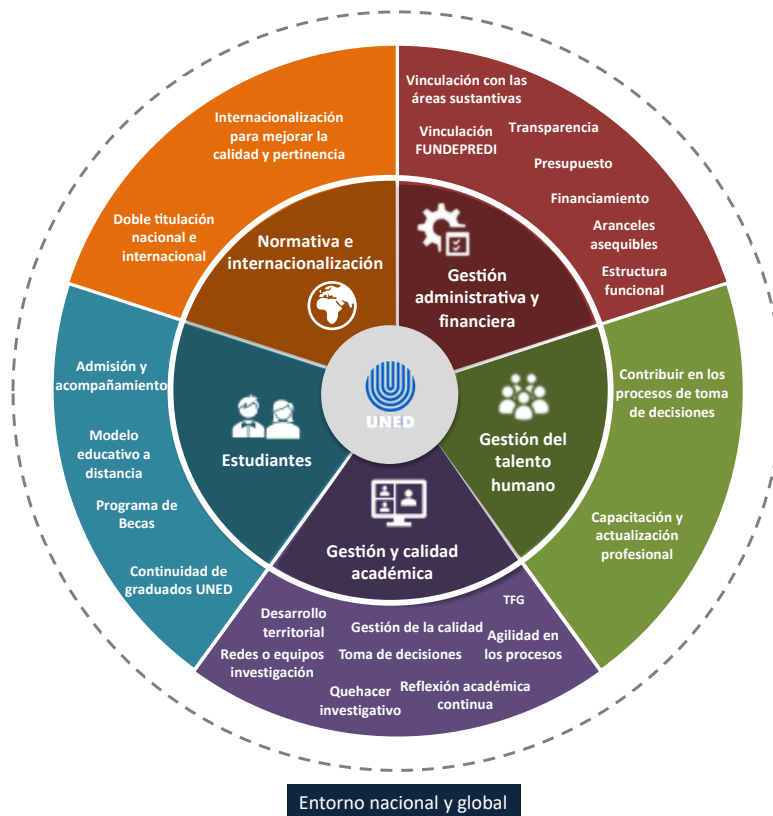 Internacionalización
para mejorar la
calidad y pertinencia
Doble titulación
nacional e
internacional
Normativa e
internacionalización
Vinculación con las
áreas sustantivas
Vinculación
FUNDEPREDI
Transparencia
Presupuesto
Financiamiento
Aranceles
asequibles
Estructura
funcional
Gestión
administrativa y
financiera
Contribuir en los
procesos de toma
de decisiones
Capacitación y
actualización
profesional
Gestión del
talento
humano
UNED
Admisión y
acompañamiento
Modelo
educativo a
distancia
Programa de
Becas
Continuidad de
graduados UNED
Estudiantes
Gestión y calidad
académica
TFG
Desarrollo
territorial
Gestión de la calidad
Agilidad en
los procesos
Redes o equipos
investigación
Toma de decisiones
Quehacer
investigativo
Reflexión académica
continua
Entorno nacional y global